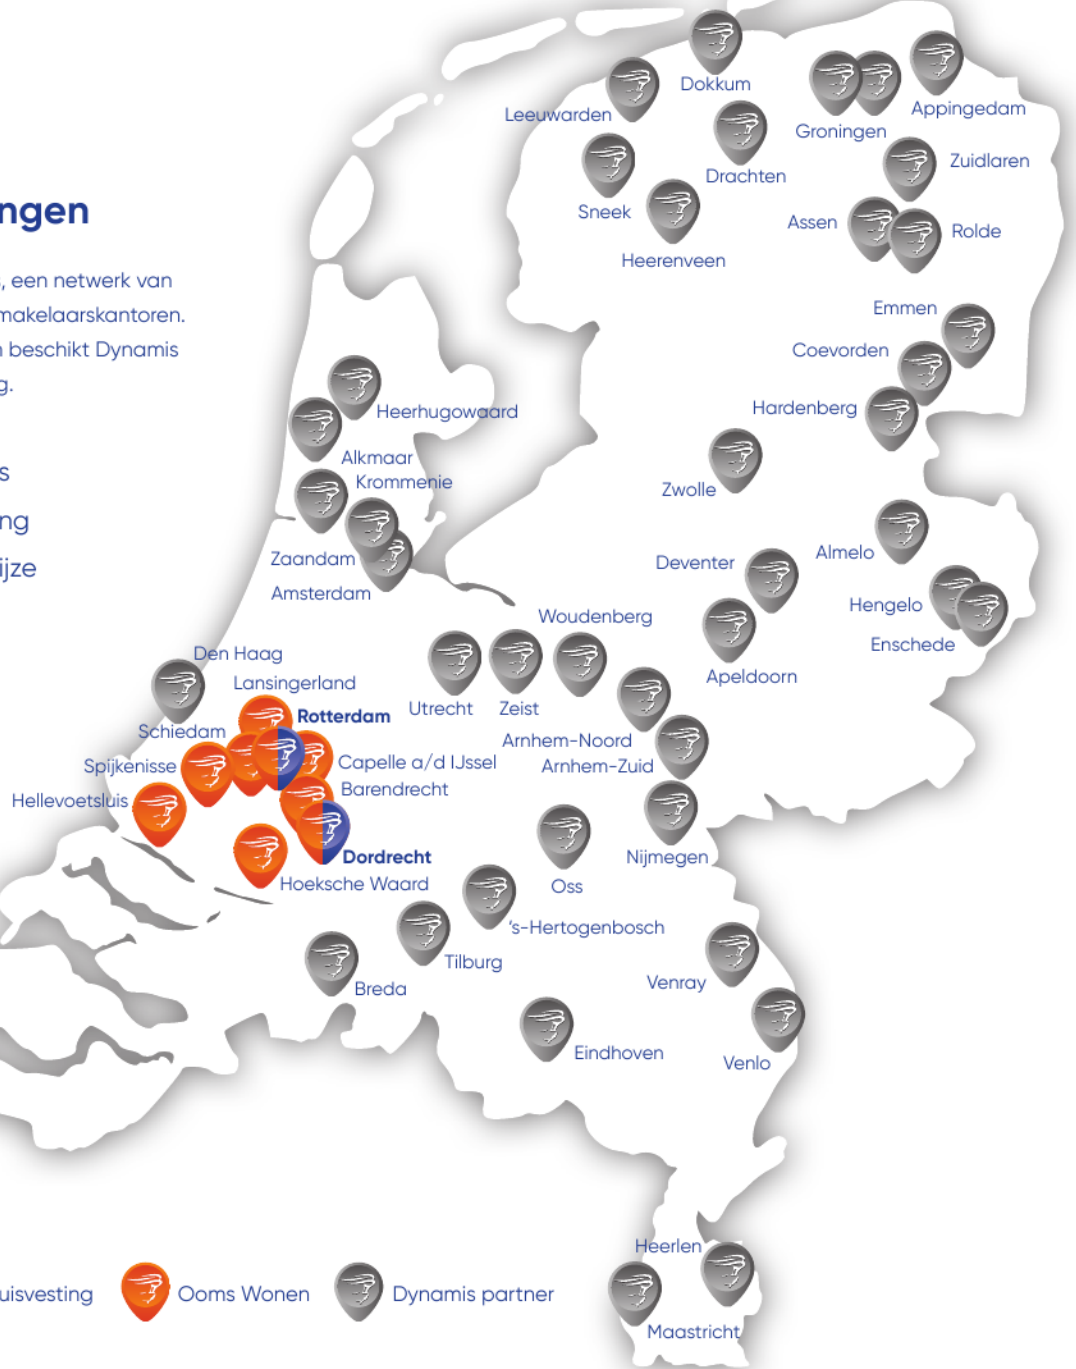 ngen
, een netwerk van
makelaarskantoren.
beschikt Dynamis
g.
s
ng
ijze
Dokkum
Leeuwarden
Appingedam
Groningen
Zuidlaren
Drachten
Sneek
Assen
Rolde
Heerenveen
Emmen
Coevorden
Hardenberg
Heerhugowaard
Alkmaar
Krommenie
Zwolle
Zaandam
Almelo
Deventer
Amsterdam
Hengelo
Woudenberg
Enschede
Den Haag
Apeldoorn
Lansingerland
Utrecht
Zeist
Rotterdam
Schiedam
Arnhem-Noord
Spijkenisse
Capelle a/d IJssel
Arnhem-Zuid
Barendrecht
Hellevoetsluis
Dordrecht
Nijmegen
Hoeksche Waard
Oss
's-Hertogenbosch
Tilburg
Venray
Breda
Eindhoven
Venlo
Heerlen
uisvesting
Ooms Wonen
Dynamis partner
Maastricht